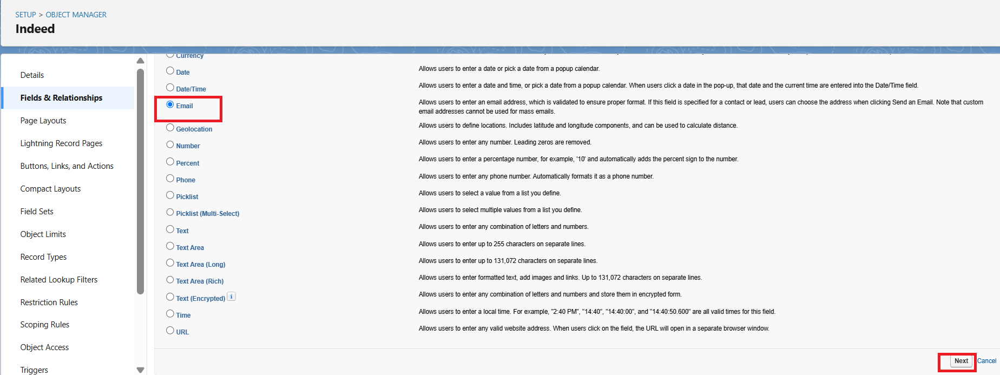 SETUP > OBJECT MANAGER
Indeed
Details
Fields & Relationships
Page Layouts
Lightning Record Pages
Buttons, Links, and Actions
Compact Layouts
Field Sets
Object Limits
Record Types
Related Lookup Filters
Restriction Rules
Scoping Rules
Object Access
Triggers
Currency
Date Allows users to enter a date or pick a date from a popup calendar.
Date/Time Allows users to enter a date and time, or pick a date from a popup calendar. When users click a date in the pop-up, that date and the current time are entered into the Date/Time field.
Email Allows users to enter an email address, which is validated to ensure proper format. If this field is specified for a contact or lead, users can choose the address when clicking Send an Email. Note that custom
email addresses cannot be used for mass emails.
Geolocation Allows users to define locations. Includes latitude and longitude components, and can be used to calculate distance.
Number Allows users to enter any number. Leading zeros are removed.
Percent Allows users to enter a percentage number, for example, '10' and automatically adds the percent sign to the number.
Phone Allows users to enter any phone number. Automatically formats it as a phone number.
Picklist Allows users to select a value from a list you define.
Picklist (Multi-Select) Allows users to select multiple values from a list you define.
Text Allows users to enter any combination of letters and numbers.
Text Area Allows users to enter up to 255 characters on separate lines.
Text Area (Long) Allows users to enter up to 131,072 characters on separate lines.
Text Area (Rich) Allows users to enter formatted text, add images and links. Up to 131,072 characters on separate lines.
Text (Encrypted) i Allows users to enter any combination of letters and numbers and store them in encrypted form.
Time Allows users to enter a local time. For example, "2:40 PM", "14:40", "14:40:00", and "14:40:50.600" are all valid times for this field.
URL Allows users to enter any valid website address. When users click on the field, the URL will open in a separate browser window.
Next Cancel